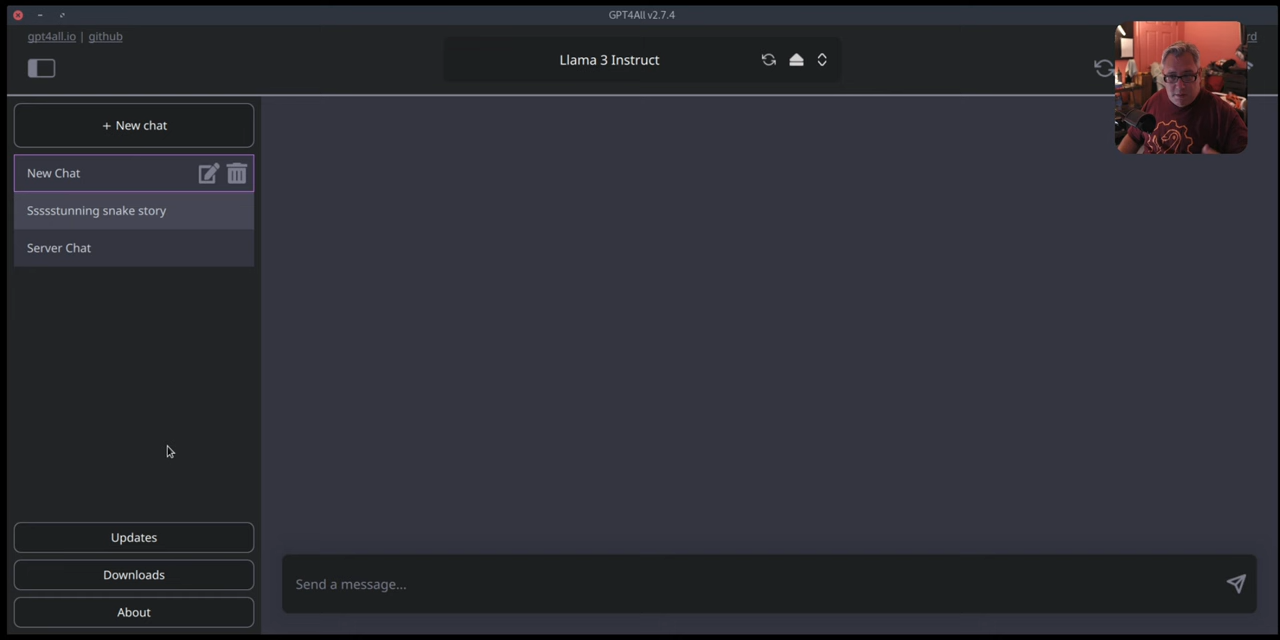 GPT4All v2.7.4
gpt4all.io | github
rd
Llama 3 Instruct
+ New chat
New Chat
Sssssstunning snake story
Server Chat
Updates
Downloads
About
Send a message...